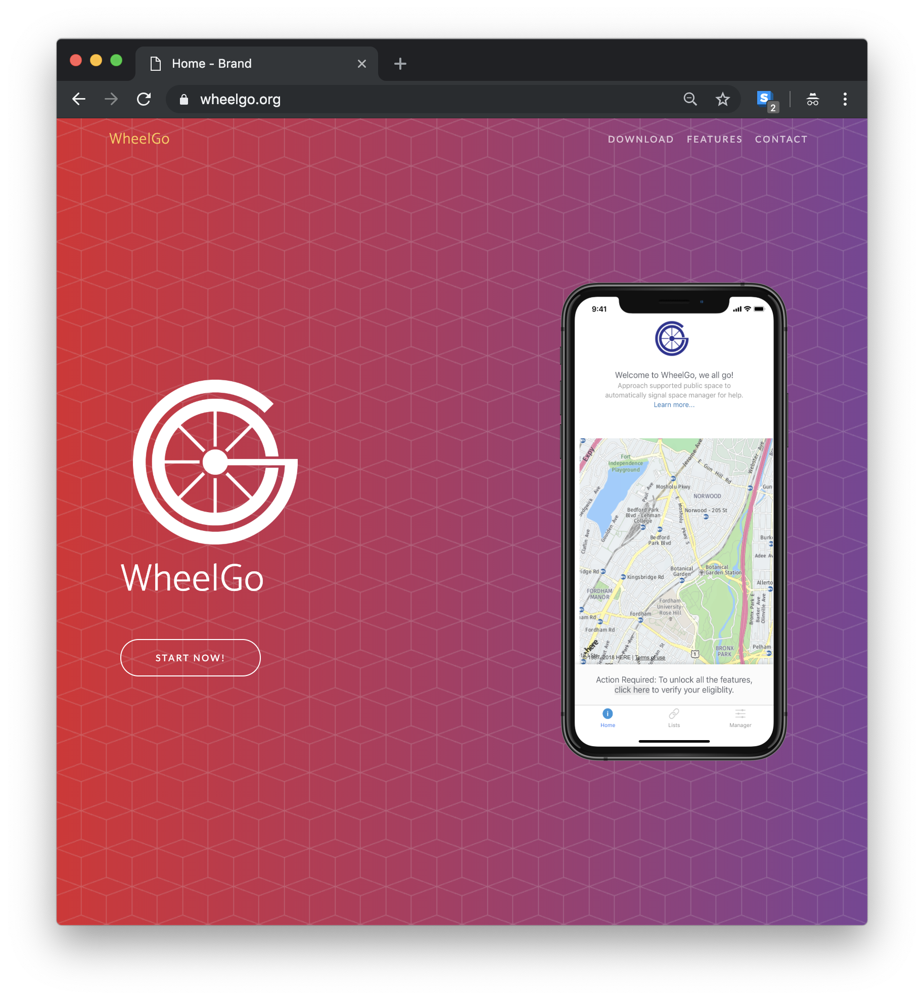 Home - Brand
wheelgo.org
2
WheelGo
DOWNLOAD FEATURES CONTACT
WheelGo
START NOW!
9:41
Welcome to WheelGo, we all go!
Approach supported public space to
automatically signal space manager for help.
Learn more...
Expy
Fort
Independence
Playground
Jerome Ave
E Gun Hill Rd
Webster Ave
Mosholu Pkwy
Gun
NORWOOD
Sedgwick Ave
Paul Ave
Bedford Park
Blvd - Lehman
College
E Mosholu Pkwy S
Norwood - 205 St
Goulden Ave
Claflin Ave
Bedford
Park Blvd
Burk
Adee Av
Botanical
Garden
Botanical
Garden Station
idge Rd
Kingsbridge Rd
Allerto
FORDHAM
MANOR
Fordham
University-
Rose Hill
Bronx Park E
Barker Ave
Olinville Ave
am Rd
Fordham
Fordham Rd
Park Ave
St
BRONX
PARK
Pelham
1
here
1987-2018 HERE | Terms of use
Action Required: To unlock all the features,
click here to verify your eligiblity.
Home
Lists
Manager